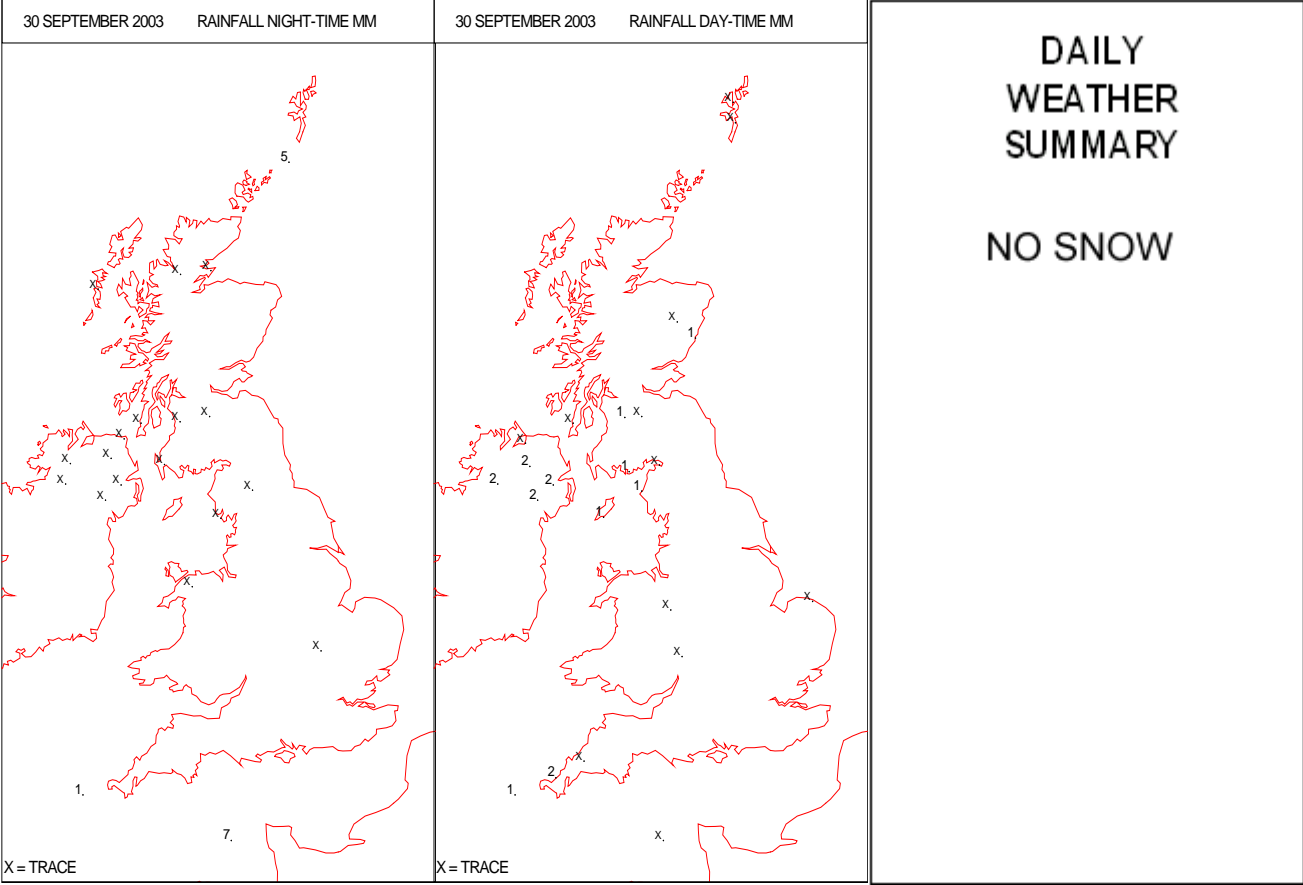 30 SEPTEMBER 2003 RAINFALL NIGHT-TIME MM
5.
X. X
X
X. X. X.
X.
X. X.
X. X. X
X. X.
X.
X.
X.
1.
7.
X = TRACE
30 SEPTEMBER 2003 RAINFALL DAY-TIME MM
X
X.
X.
1.
X. 1. X.
X
2. 1. X
2. 2. 1.
2.
1.
X.
X.
X.
X.
2.
1.
X.
X = TRACE
DAILY
WEATHER
SUMMARY
NO SNOW